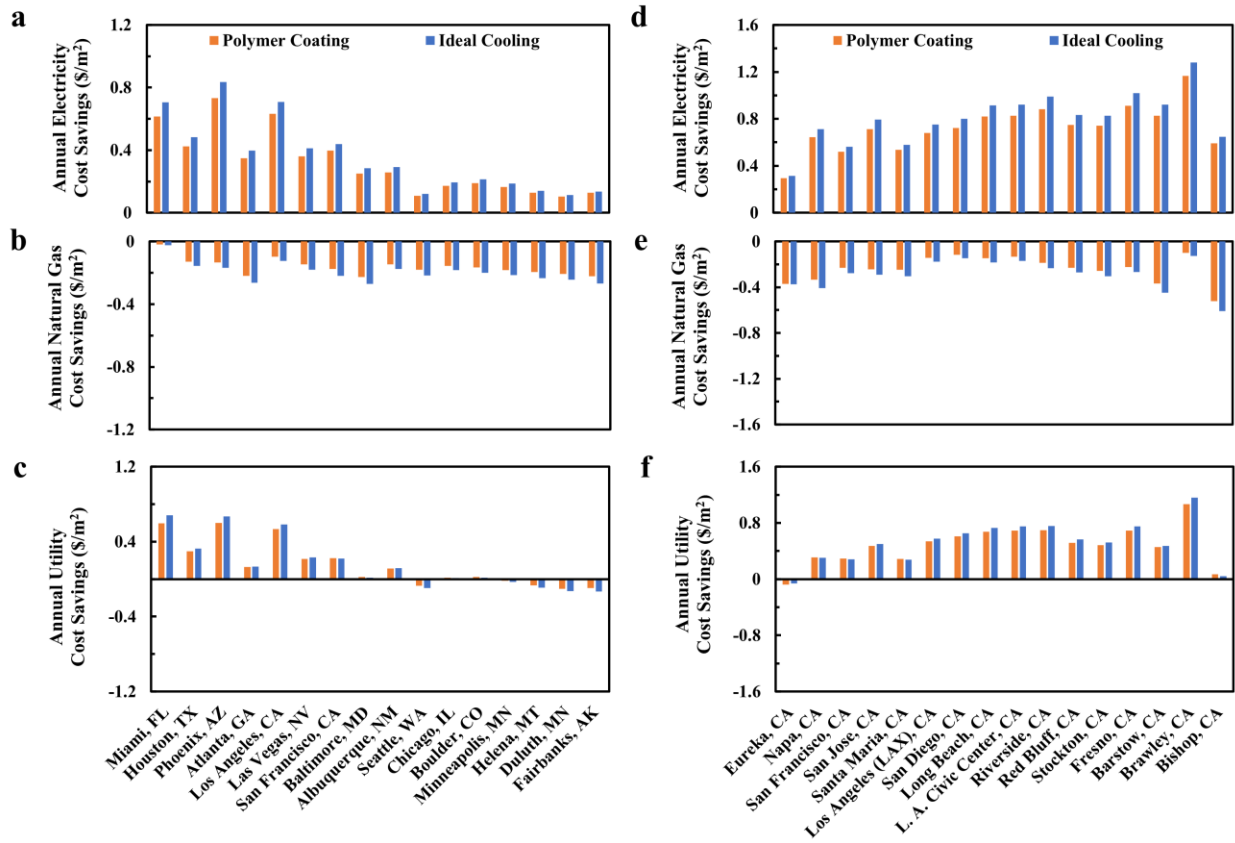 a
Annual Electricity
Cost Savings ($/m²)
1.2
0.8
0.4
0
Polymer Coating
Ideal Cooling
b
Annual Natural Gas
Cost Savings ($/m²)
0
-0.4
-0.8
-1.2
c
Annual Utility
Cost Savings ($/m²)
1.2
0.4
-0.4
-1.2
Miami, FL
Houston, TX
Phoenix, AZ
Atlanta, GA
Los Angeles, CA
Las Vegas, NV
San Francisco, CA
Baltimore, MD
Albuquerque, NM
Seattle, WA
Chicago, IL
Boulder, CO
Minneapolis, MN
Helena, MT
Duluth, MN
Fairbanks, AK
d
Annual Electricity
Cost Savings ($/m²)
1.6
1.2
0.8
0.4
0
Polymer Coating
Ideal Cooling
e
Annual Natural Gas
Cost Savings ($/m²)
0
-0.4
-0.8
-1.2
-1.6
f
Annual Utility
Cost Savings ($/m²)
1.6
0.8
0
-0.8
-1.6
Eureka, CA
Napa, CA
San Francisco, CA
San Jose, CA
Santa Maria, CA
Los Angeles (LAX), CA
San Diego, CA
Long Beach, CA
L. A. Civic Center, CA
Riverside, CA
Red Bluff, CA
Stockton, CA
Fresno, CA
Barstow, CA
Brawley, CA
Bishop, CA